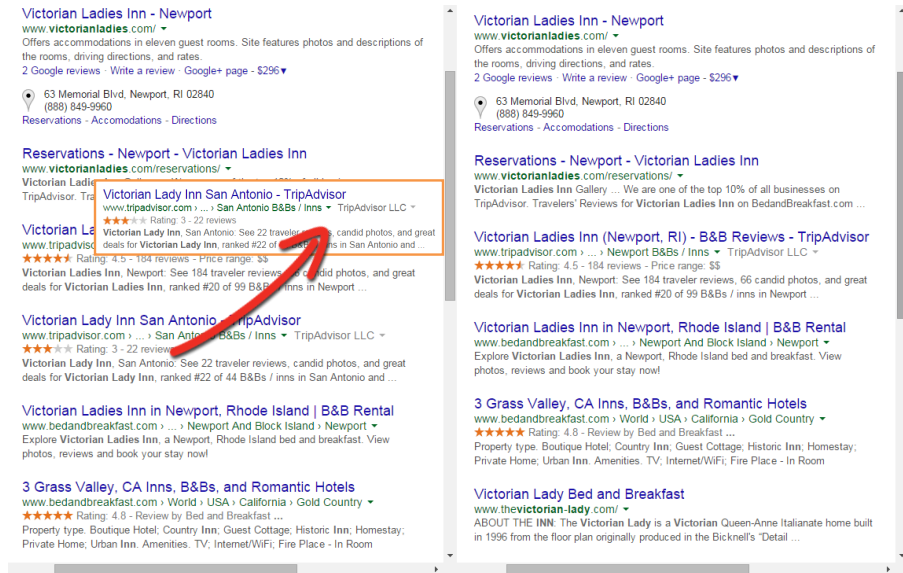 Victorian Ladies Inn - Newport
www.victorianladies.com/
Offers accommodations in eleven guest rooms. Site features photos and descriptions of
the rooms, driving directions, and rates.
2 Google reviews · Write a review · Google+ page - $296▼
63 Memorial Blvd, Newport, RI 02840
(888) 849-9960
Reservations - Accomodations - Directions
Reservations - Newport - Victorian Ladies Inn
www.victorianladies.com/reservations/
Victorian Ladies Inn
TripAdvisor.
Victorian Lady Inn San Antonio - TripAdvisor
www.tripadvisor.com › ... › San Antonio B&Bs / Inns ▼ TripAdvisor LLC
Rating: 3 - 22 reviews
Victorian Lady Inn, San Antonio: See 22 candid photos, and great
deals for Victorian Lady Inn, ranked #22 of in San Antonio and ...
Victorian
www.tripadvis
Rating: 4.5 - 184 reviews - Price range: $$
Victorian Ladies Inn, Newport: See 184 traveler reviews, candid photos, and great
deals for Victorian Ladies Inn, ranked #20 of 99 B&Bs / inns in Newport ...
Victorian Lady Inn San Antonio - TripAdvisor
www.tripadvisor.com › ... › San Antonio B&Bs / Inns ▼ TripAdvisor LLC
Rating: 3 - 22 reviews
Victorian Lady Inn, San Antonio: See 22 traveler reviews, candid photos, and great
deals for Victorian Lady Inn, ranked #22 of 44 B&Bs / inns in San Antonio and ...
Victorian Ladies Inn in Newport, Rhode Island | B&B Rental
www.bedandbreakfast.com › ... › Newport And Block Island › Newport ▼
Explore Victorian Ladies Inn, a Newport, Rhode Island bed and breakfast. View
photos, reviews and book your stay now!
3 Grass Valley, CA Inns, B&Bs, and Romantic Hotels
www.bedandbreakfast.com › World › USA › California › Gold Country ▼
Rating: 4.8 - Review by Bed and Breakfast ...
Property type. Boutique Hotel; Country Inn; Guest Cottage; Historic Inn; Homestay;
Private Home; Urban Inn. Amenities. TV; Internet/WiFi; Fire Place - In Room
Victorian Ladies Inn - Newport
www.victorianladies.com/
Offers accommodations in eleven guest rooms. Site features photos and descriptions of
the rooms, driving directions, and rates.
2 Google reviews · Write a review · Google+ page - $296▼
63 Memorial Blvd, Newport, RI 02840
(888) 849-9960
Reservations - Accomodations - Directions
Reservations - Newport - Victorian Ladies Inn
www.victorianladies.com/reservations/
Victorian Ladies Inn Gallery ... We are one of the top 10% of all businesses on
TripAdvisor. Travelers' Reviews for Victorian Ladies Inn on BedandBreakfast.com ...
Victorian Ladies Inn (Newport, RI) - B&B Reviews - TripAdvisor
www.tripadvisor.com › ... › Newport B&Bs / Inns ▼ TripAdvisor LLC
Rating: 4.5 - 184 reviews - Price range: $$
Victorian Ladies Inn, Newport: See 184 traveler reviews, 66 candid photos, and great
deals for Victorian Ladies Inn, ranked #20 of 99 B&Bs / inns in Newport ...
Victorian Ladies Inn in Newport, Rhode Island | B&B Rental
www.bedandbreakfast.com › ... › Newport And Block Island › Newport ▼
Explore Victorian Ladies Inn, a Newport, Rhode Island bed and breakfast. View
photos, reviews and book your stay now!
3 Grass Valley, CA Inns, B&Bs, and Romantic Hotels
www.bedandbreakfast.com › World › USA › California › Gold Country ▼
Rating: 4.8 - Review by Bed and Breakfast ...
Property type. Boutique Hotel; Country Inn; Guest Cottage; Historic Inn; Homestay;
Private Home; Urban Inn. Amenities. TV; Internet/WiFi; Fire Place - In Room
Victorian Lady Bed and Breakfast
www.thevictorian-lady.com/
ABOUT THE INN: The Victorian Lady is a Victorian Queen-Anne Italianate home built
in 1996 from the floor plan originally produced in the Bicknell's "Detail ...